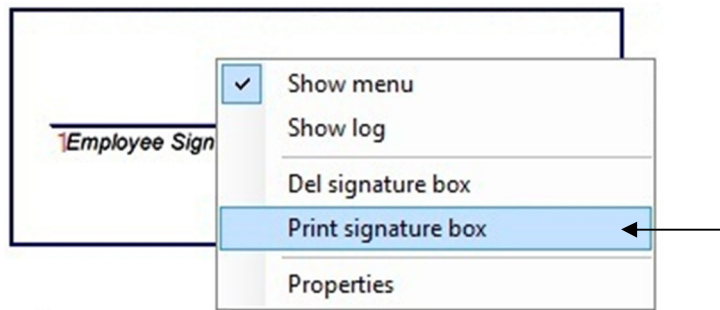 Show menu
Show log
Employee Sign
Del signature box
Print signature box
Properties